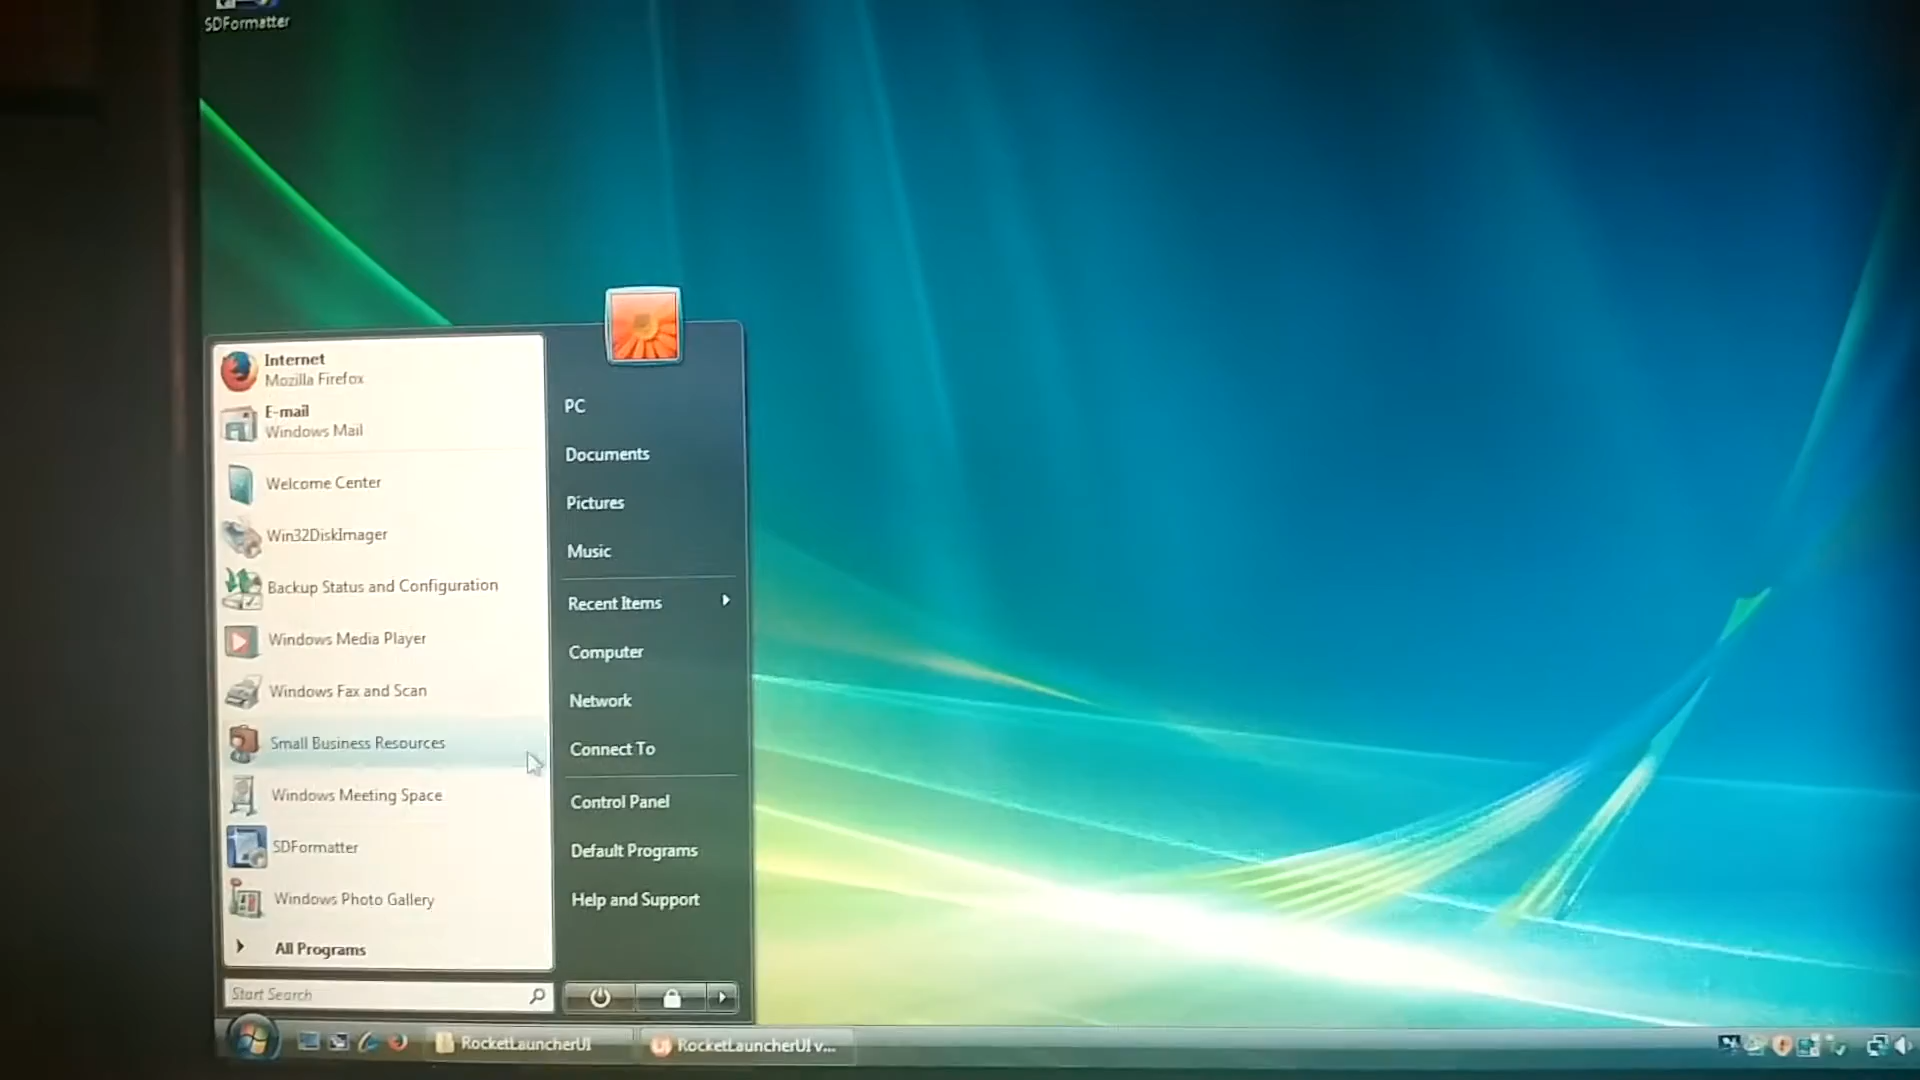 SDFormatter
Internet
Mozilla Firefox
E-mail
Windows Mail
Welcome Center
Win32DiskImager
Backup Status and Configuration
Windows Media Player
Windows Fax and Scan
Small Business Resources
Windows Meeting Space
SDFormatter
Windows Photo Gallery
All Programs
Start Search
PC
Documents
Pictures
Music
Recent Items
Computer
Network
Connect To
Control Panel
Default Programs
Help and Support
RocketLauncherUI
RocketLauncherUI v...